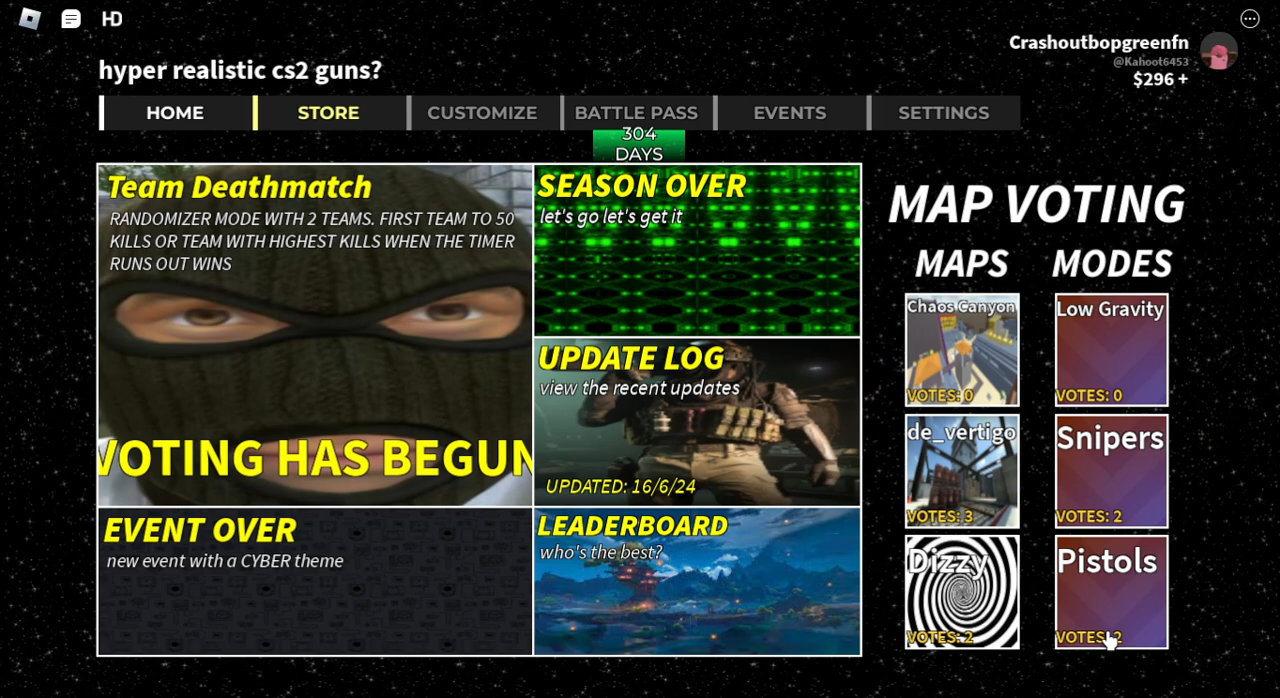 HD
Crashoutbopgreenfn
@Kahoot6453
$296 +
hyper realistic cs2 guns?
HOME
STORE
CUSTOMIZE
BATTLE PASS
EVENTS
SETTINGS
304
DAYS
Team Deathmatch
RANDOMIZER MODE WITH 2 TEAMS. FIRST TEAM TO 50
KILLS OR TEAM WITH HIGHEST KILLS WHEN THE TIMER
RUNS OUT WINS
VOTING HAS BEGUN
EVENT OVER
new event with a CYBER theme
SEASON OVER
let's go let's get it
UPDATE LOG
view the recent updates
UPDATED: 16/6/24
LEADERBOARD
who's the best?
MAP VOTING
MAPS
MODES
Chaos Canyon
VOTES: 0
Low Gravity
VOTES: 0
de_vertigo
VOTES: 3
Snipers
VOTES: 2
Dizzy
VOTES: 2
Pistols
VOTES: 2